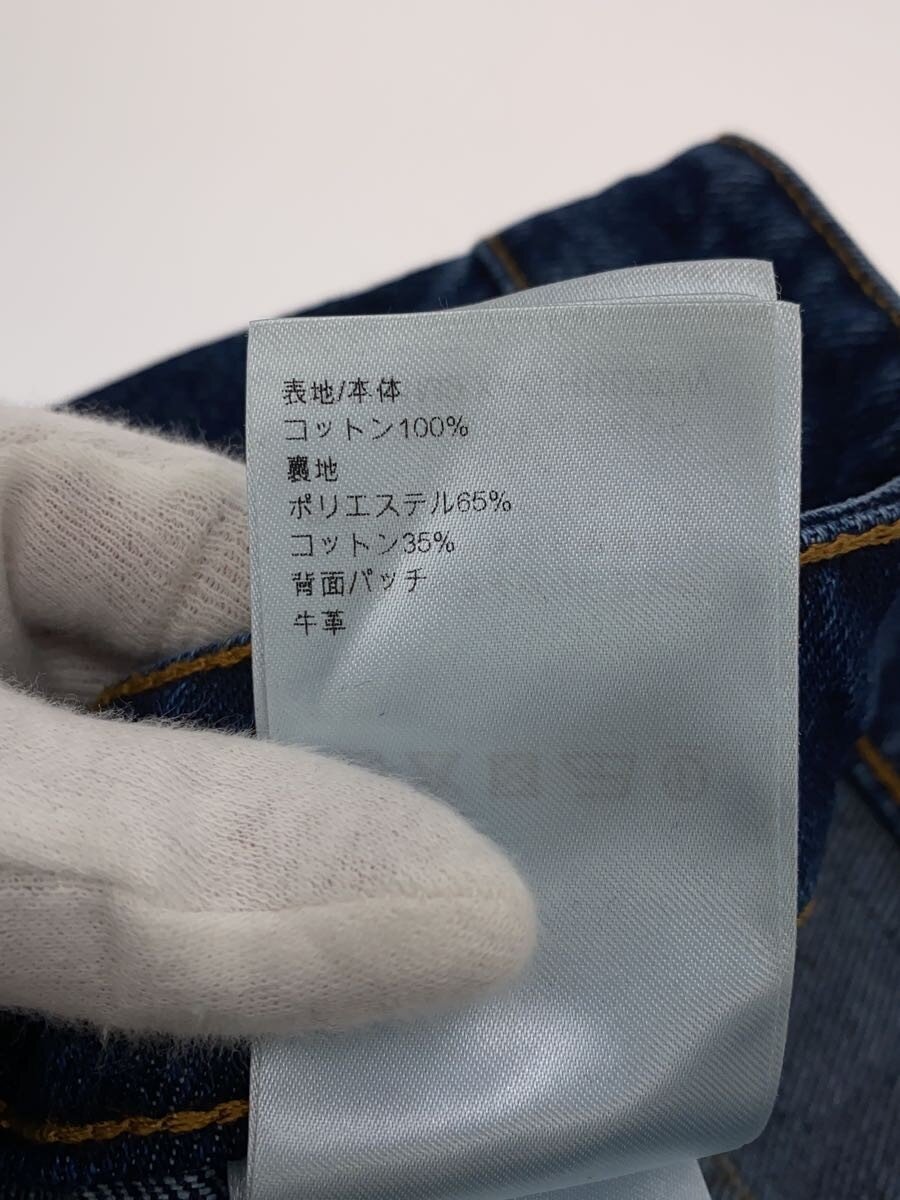 表地/本体
コットン100%
裏地
ポリエステル65%
コットン35%
背面パッチ
牛革